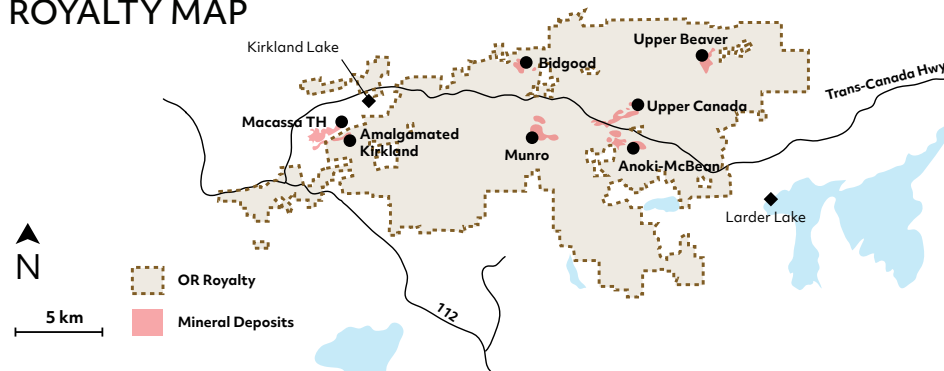 ROYALTY MAP
Kirkland Lake
Upper Beaver
Bidgood
Trans-Canada Hwy
Upper Canada
Macassa TH
Amalgamated
Kirkland
Munro
Anoki-McBean
Larder Lake
N
OR Royalty
5 km
Mineral Deposits
112